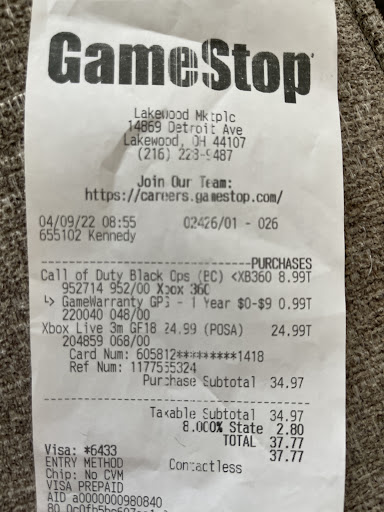 GameStop
Lakewood Mktplc
14869 Detroit Ave
Lakewood, OH 44107
(216) 228-9487
Join Our Team:
https://careers.gamestop.com/
04/09/22 08:55 02426/01 - 026
655102 Kennedy
PURCHASES
Call of Duty Black Ops (BC) <XB360 8.99T
952714 952/00 Xbox 360
↳ GameWarranty GPS - 1 Year $0-$9 0.99T
220040 048/00
Xbox Live 3m GF18 24.99 (POSA) 24.99T
204859 068/00
Card Num: 605812*********1418
Ref Num: 1177555324
Purchase Subtotal 34.97
Taxable Subtotal 34.97
8.000% State 2.80
TOTAL 37.77
37.77
Visa: *6433
ENTRY METHOD Contactless
Chip: No CVM
VISA PREPAID
AID a0000000980840